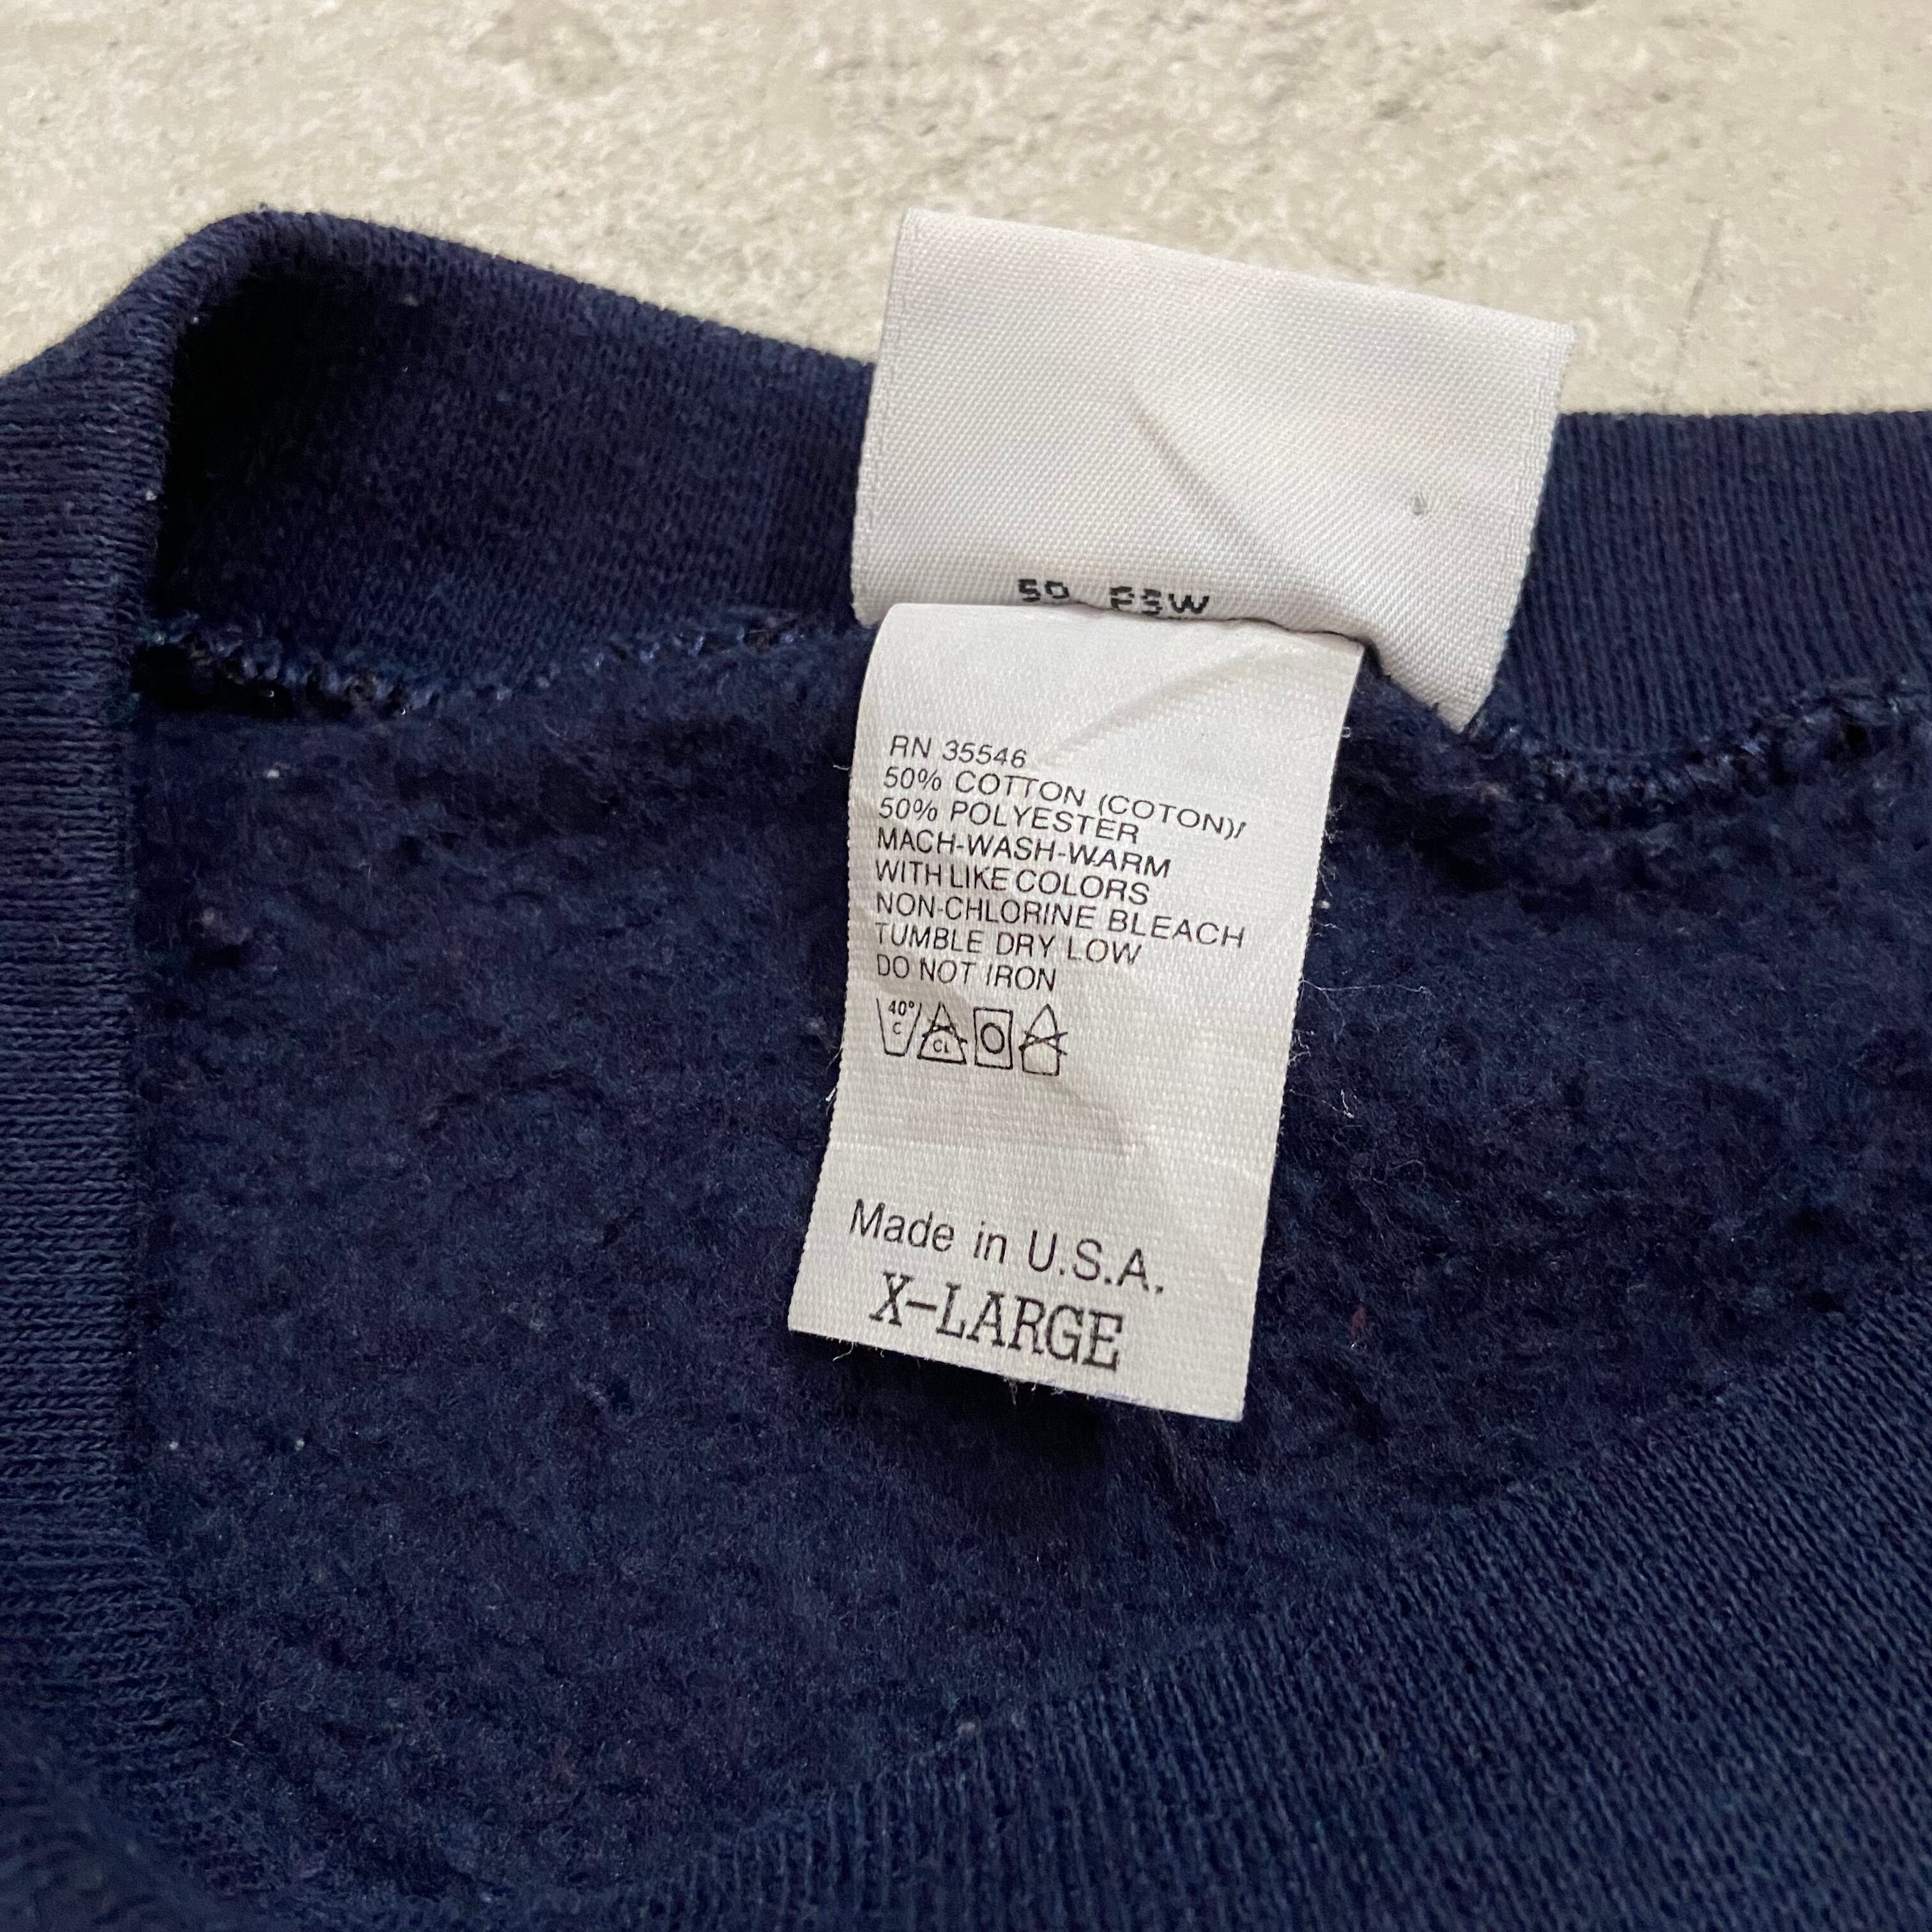 RN 35546
50% COTTON (COTON)/
50% POLYESTER
MACH-WASH-WARM
WITH LIKE COLORS
NON-CHLORINE BLEACH
TUMBLE DRY LOW
DO NOT IRON
40°
C
CL
Made in U.S.A.
X-LARGE